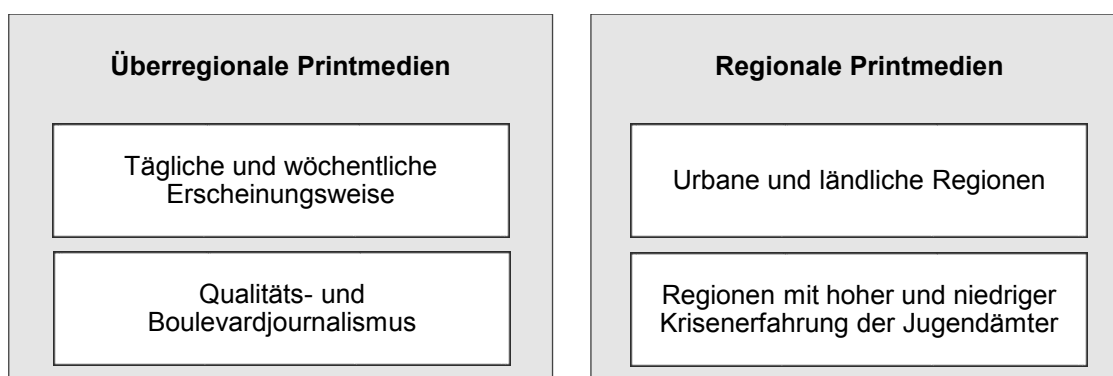 Überregionale Printmedien
Tägliche und wöchentliche
Erscheinungsweise
Qualitäts- und
Boulevardjournalismus
Regionale Printmedien
Urbane und ländliche Regionen
Regionen mit hoher und niedriger
Krisenerfahrung der Jugendämter